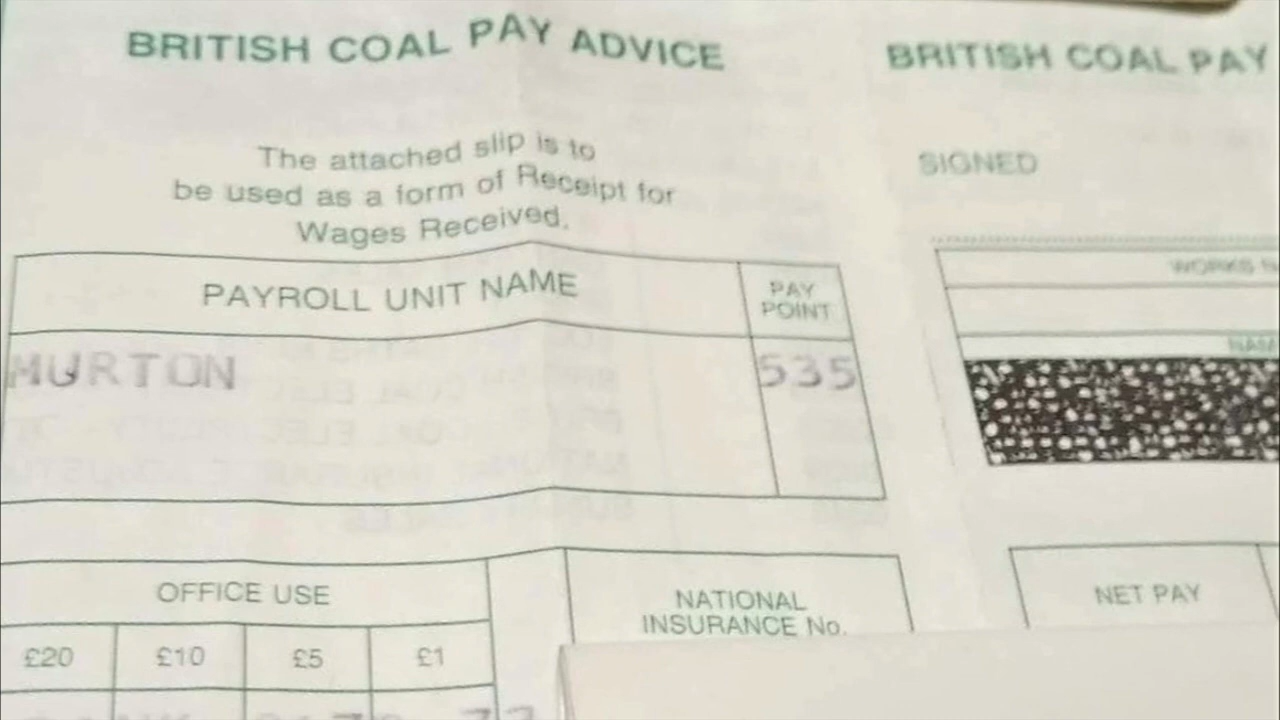 BRITISH COAL PAY ADVICE
The attached slip is to
be used as a form of Receipt for
Wages Received.
PAYROLL UNIT NAME
PAY
POINT
MURTON
535
OFFICE USE
£20 £10 £5 £1
NATIONAL
INSURANCE No.
BRITISH COAL PAY
SIGNED
WORKS
NAM
NET PAY